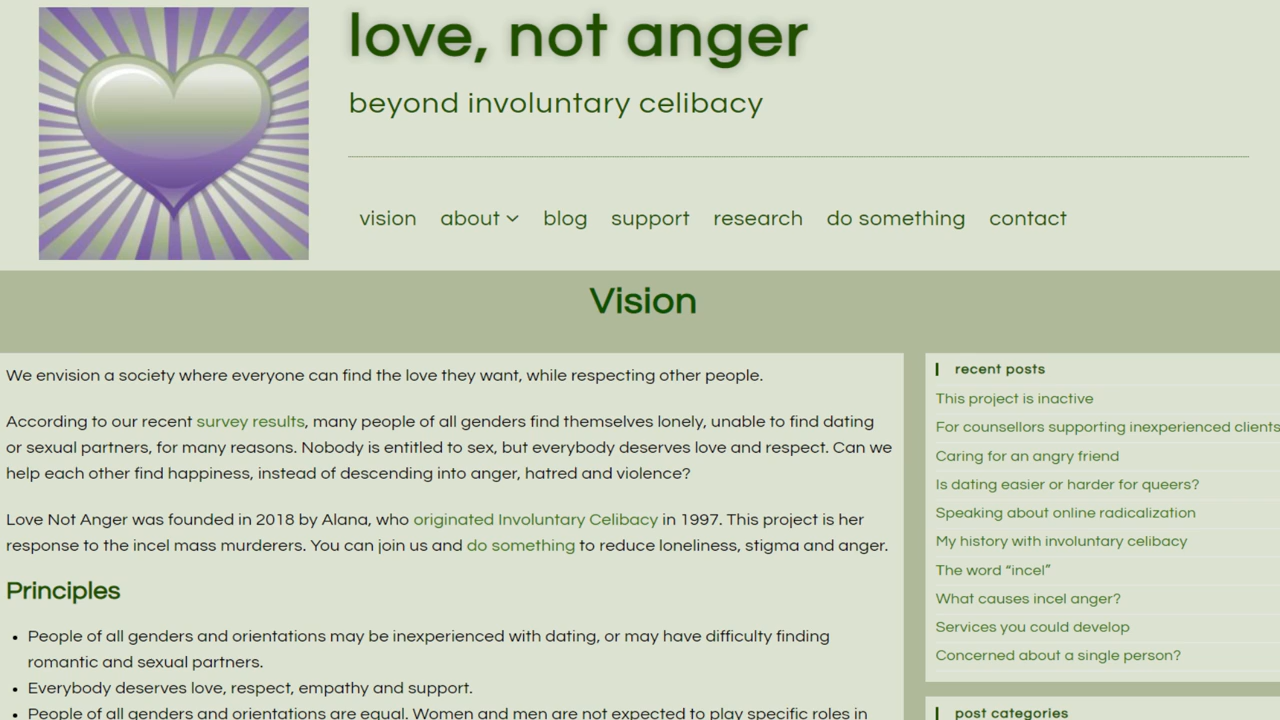 love, not anger
beyond involuntary celibacy
vision about blog support research do something contact
Vision
We envision a society where everyone can find the love they want, while respecting other people.
According to our recent survey results, many people of all genders find themselves lonely, unable to find dating
or sexual partners, for many reasons. Nobody is entitled to sex, but everybody deserves love and respect. Can we
help each other find happiness, instead of descending into anger, hatred and violence?
Love Not Anger was founded in 2018 by Alana, who originated Involuntary Celibacy in 1997. This project is her
response to the incel mass murderers. You can join us and do something to reduce loneliness, stigma and anger.
Principles
• People of all genders and orientations may be inexperienced with dating, or may have difficulty finding
romantic and sexual partners.
• Everybody deserves love, respect, empathy and support.
• People of all genders and orientations are equal. Women and men are not expected to play specific roles in
recent posts
This project is inactive
For counsellors supporting inexperienced clients
Caring for an angry friend
Is dating easier or harder for queers?
Speaking about online radicalization
My history with involuntary celibacy
The word “incel”
What causes incel anger?
Services you could develop
Concerned about a single person?
post categories